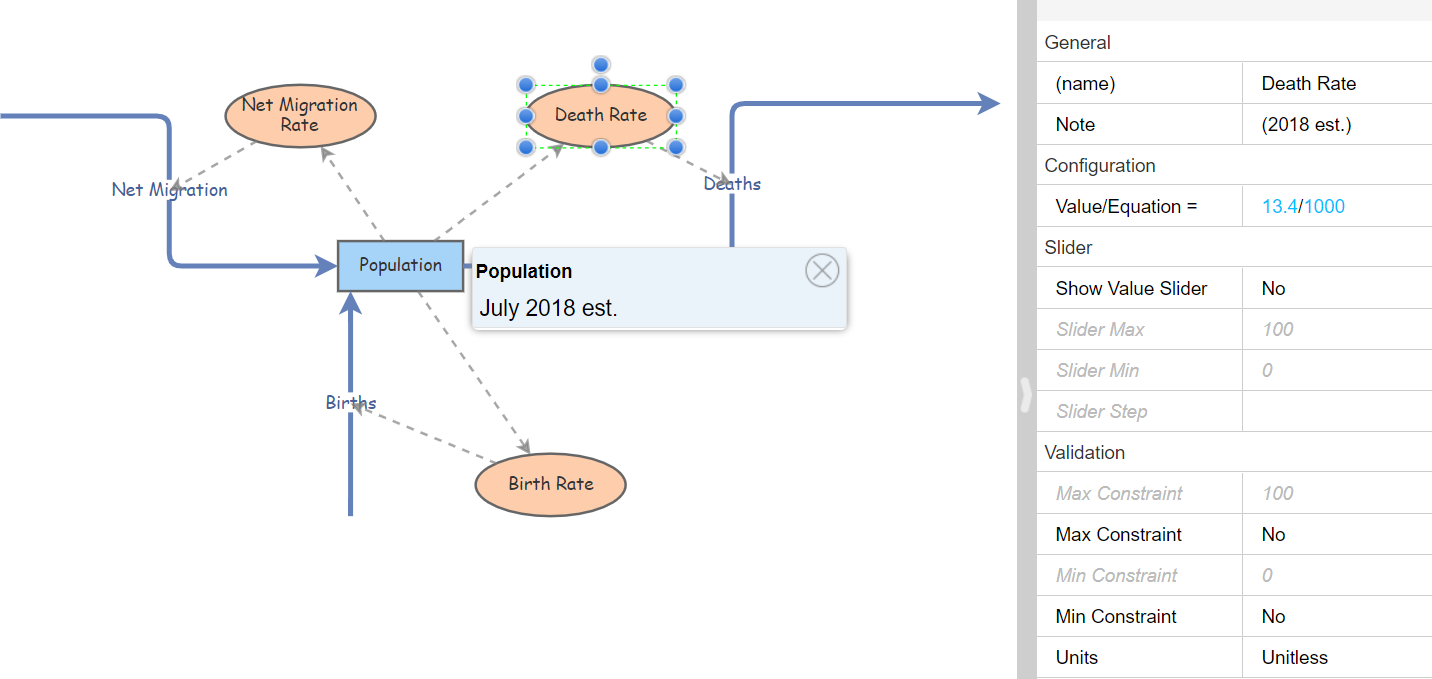 Net Migration
Rate
Death Rate
Net Migration
Deaths
Population
Population
July 2018 est.
Births
Birth Rate
General
(name) Death Rate
Note (2018 est.)
Configuration
Value/Equation = 13.4/1000
Slider
Show Value Slider No
Slider Max 100
Slider Min 0
Slider Step
Validation
Max Constraint 100
Max Constraint No
Min Constraint 0
Min Constraint No
Units Unitless